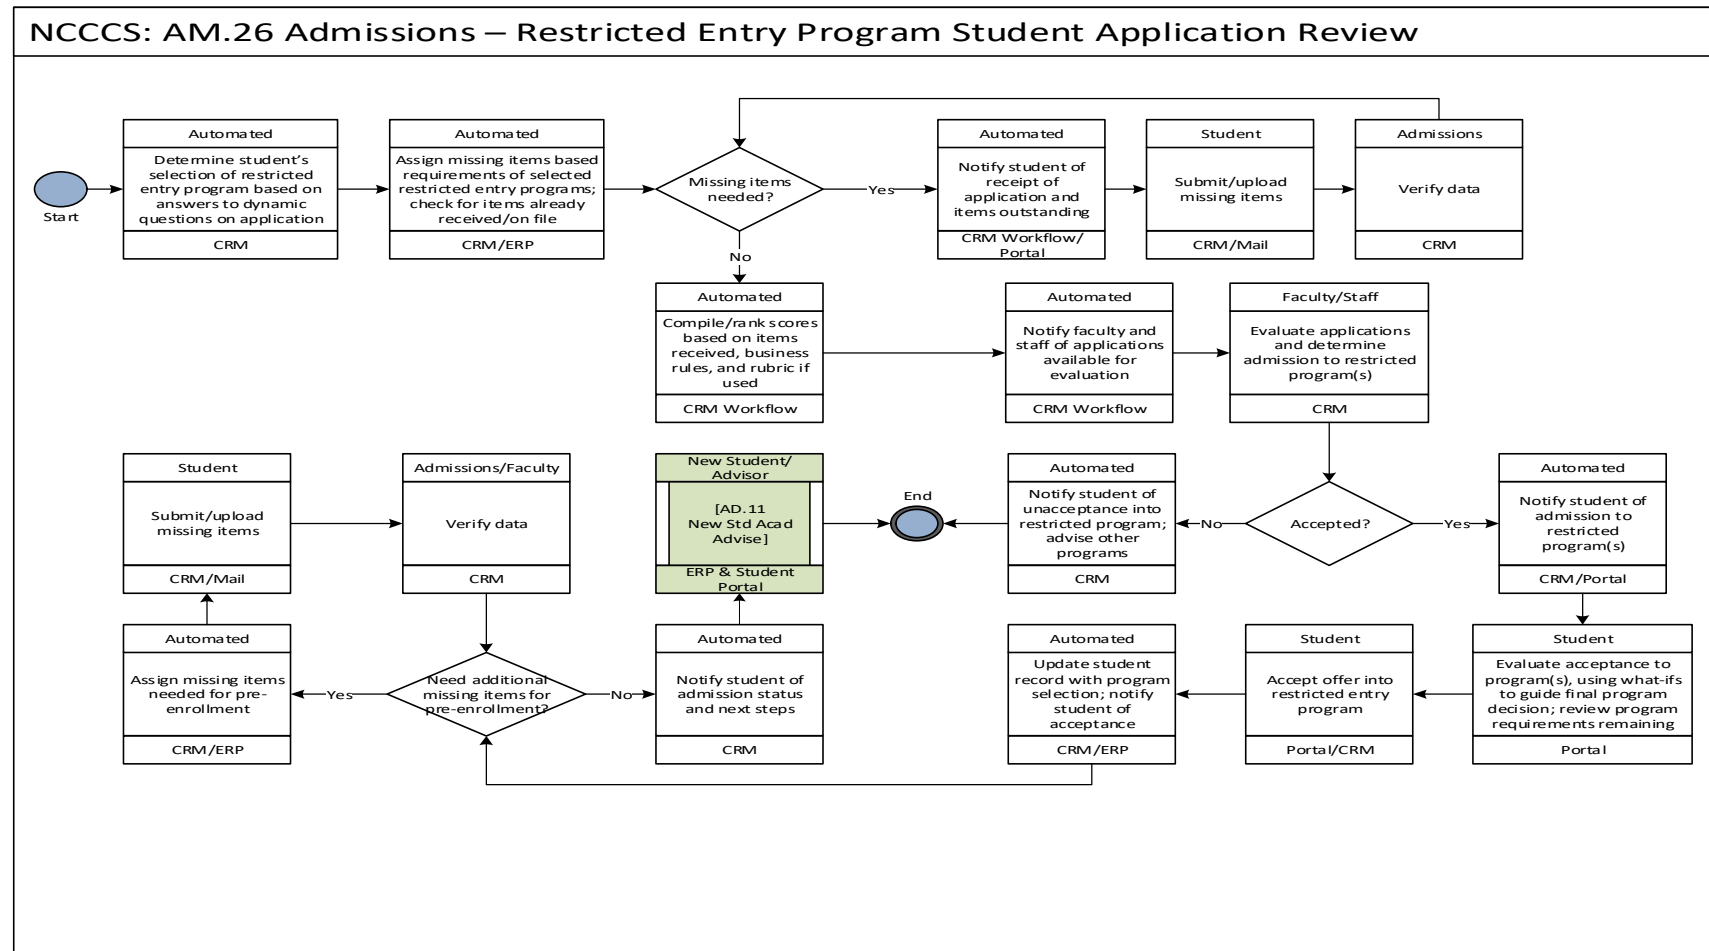 NCCCS: AM.26 Admissions – Restricted Entry Program Student Application Review
Start
Automated
Determine student's
selection of restricted
entry program based on
answers to dynamic
questions on application
CRM
Automated
Assign missing items based
requirements of selected
restricted entry programs;
check for items already
received/on file
CRM/ERP
Missing items
needed?
Yes
Automated
Notify student of
receipt of
application and
items outstanding
CRM Workflow/
Portal
Student
Submit/upload
missing items
CRM/Mail
Admissions
Verify data
CRM
No
Automated
Compile/rank scores
based on items
received, business
rules, and rubric if
used
CRM Workflow
Automated
Notify faculty and
staff of applications
available for
evaluation
CRM Workflow
Faculty/Staff
Evaluate applications
and determine
admission to restricted
program(s)
CRM
Student
Submit/upload
missing items
CRM/Mail
Admissions/Faculty
Verify data
CRM
New Student/
Advisor
[AD.11
New Std Acad
Advise]
ERP & Student
Portal
End
Automated
Notify student of
unacceptance into
restricted program;
advise other
programs
CRM
No
Accepted?
Yes
Automated
Notify student of
admission to
restricted
program(s)
CRM/Portal
Automated
Assign missing items
needed for pre-
enrollment
CRM/ERP
Yes
Need additional
missing items for
pre-enrollment?
No
Automated
Notify student of
admission status
and next steps
CRM
Automated
Update student
record with program
selection; notify
student of
acceptance
CRM/ERP
Student
Accept offer into
restricted entry
program
Portal/CRM
Student
Evaluate acceptance to
program(s), using what-ifs
to guide final program
decision; review program
requirements remaining
Portal